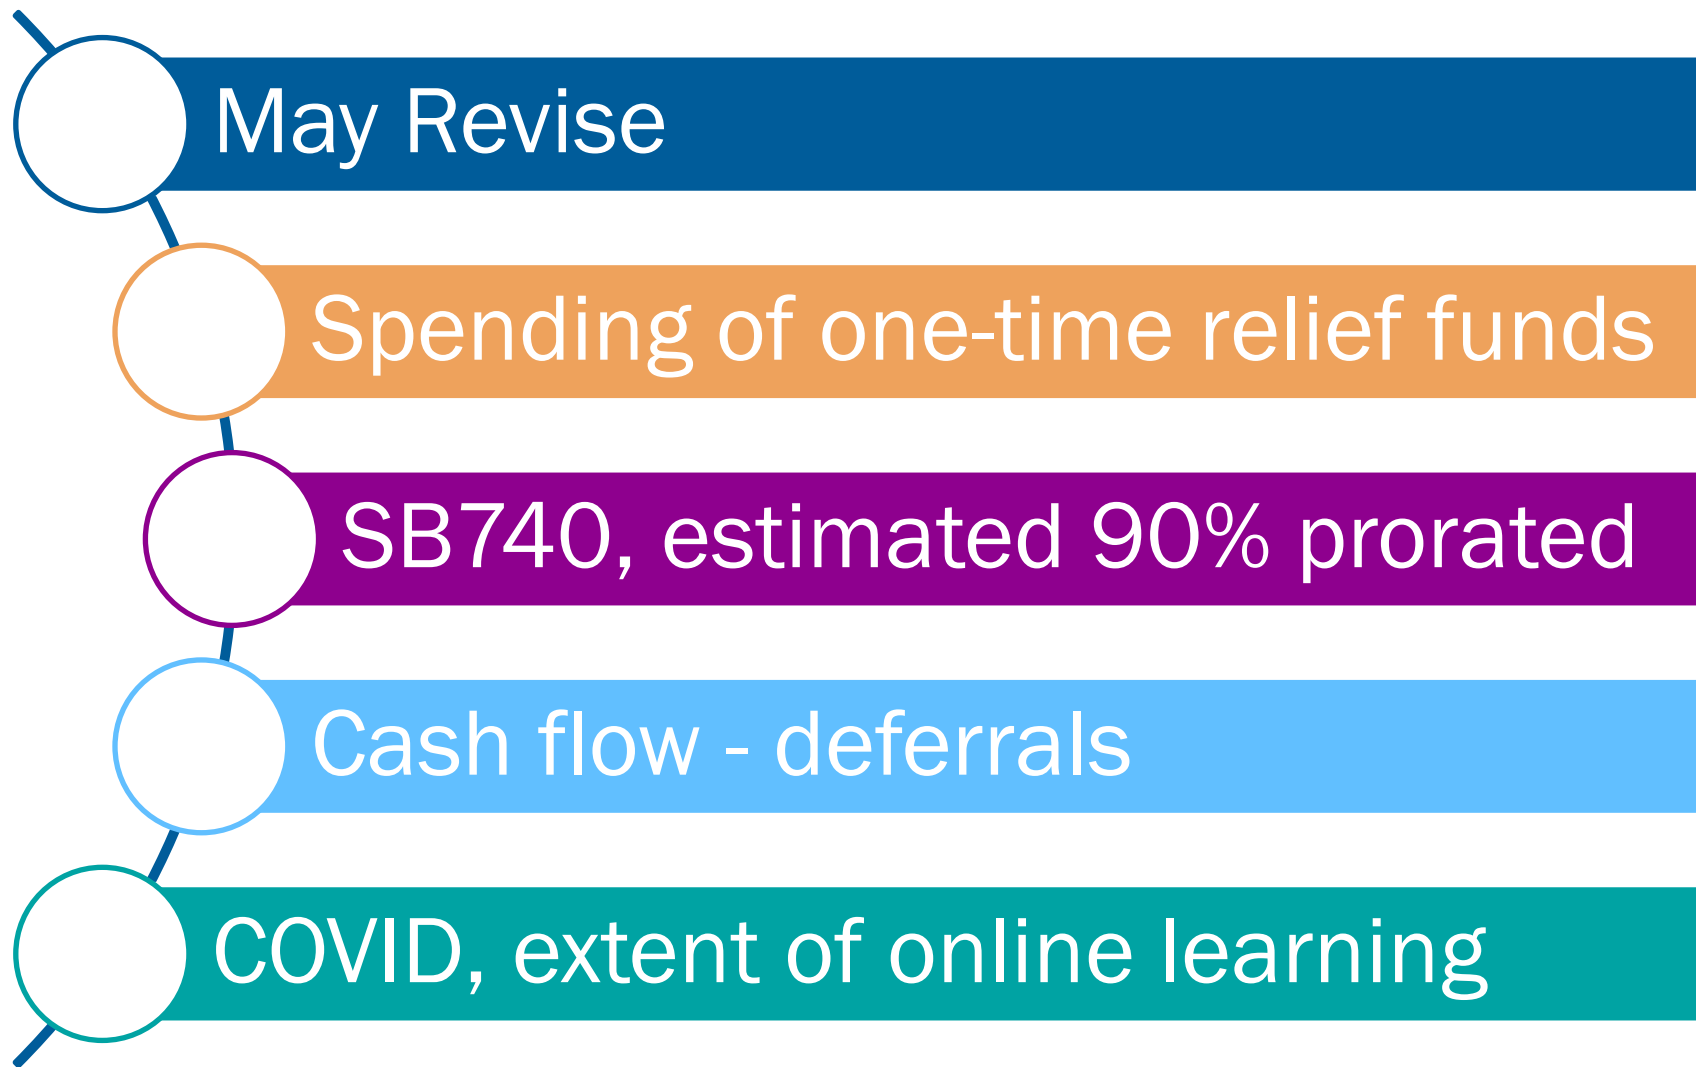 May Revise
Spending of one-time relief funds
SB740, estimated 90% prorated
Cash flow - deferrals
COVID, extent of online learning